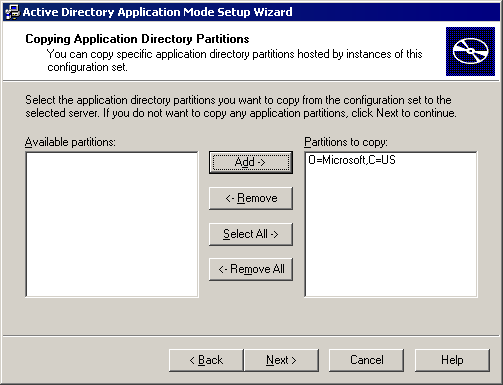 Active Directory Application Mode Setup Wizard
Copying Application Directory Partitions
You can copy specific application directory partitions hosted by instances of this
configuration set.
Select the application directory partitions you want to copy from the configuration set to the
selected server. If you do not want to copy any application partitions, click Next to continue.
Available partitions:
Partitions to copy:
Add ->
O=Microsoft,C=US
<- Remove
Select All ->
<- Remove All
< Back
Next >
Cancel
Help